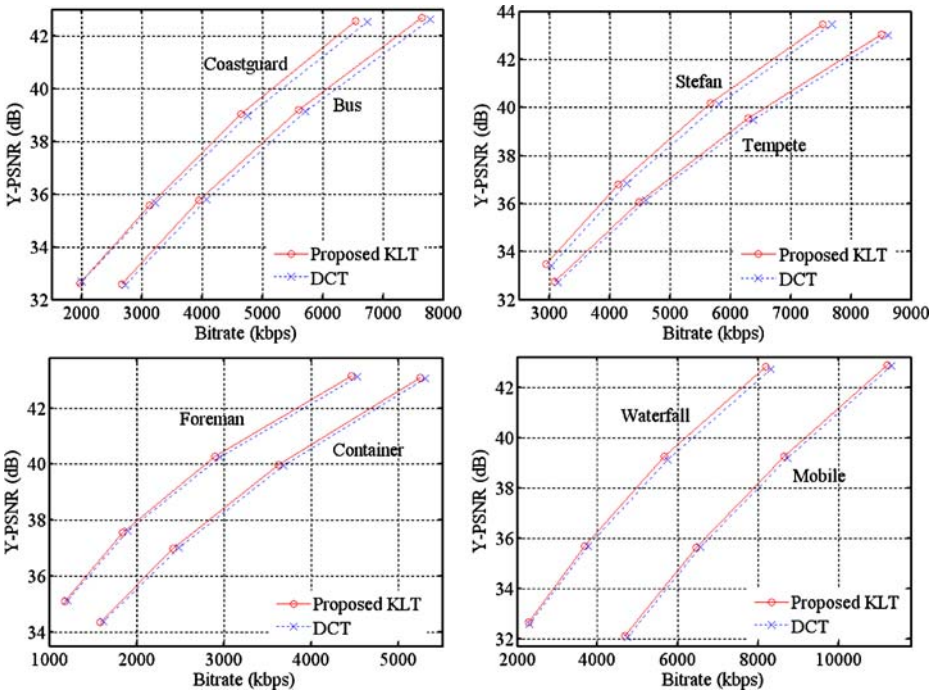 42
40
38
36
34
32
Y-PSNR (dB)
Coastguard
Bus
Proposed KLT
DCT
2000 3000 4000 5000 6000 7000 8000
Bitrate (kbps)
44
42
40
38
36
34
32
Y-PSNR (dB)
Stefan
Tempete
Proposed KLT
DCT
3000 4000 5000 6000 7000 8000 9000
Bitrate (kbps)
42
40
38
36
34
Y-PSNR (dB)
Foreman
Container
Proposed KLT
DCT
1000 2000 3000 4000 5000
Bitrate (kbps)
42
40
38
36
34
32
Y-PSNR (dB)
Waterfall
Mobile
Proposed KLT
DCT
2000 4000 6000 8000 10000
Bitrate (kbps)